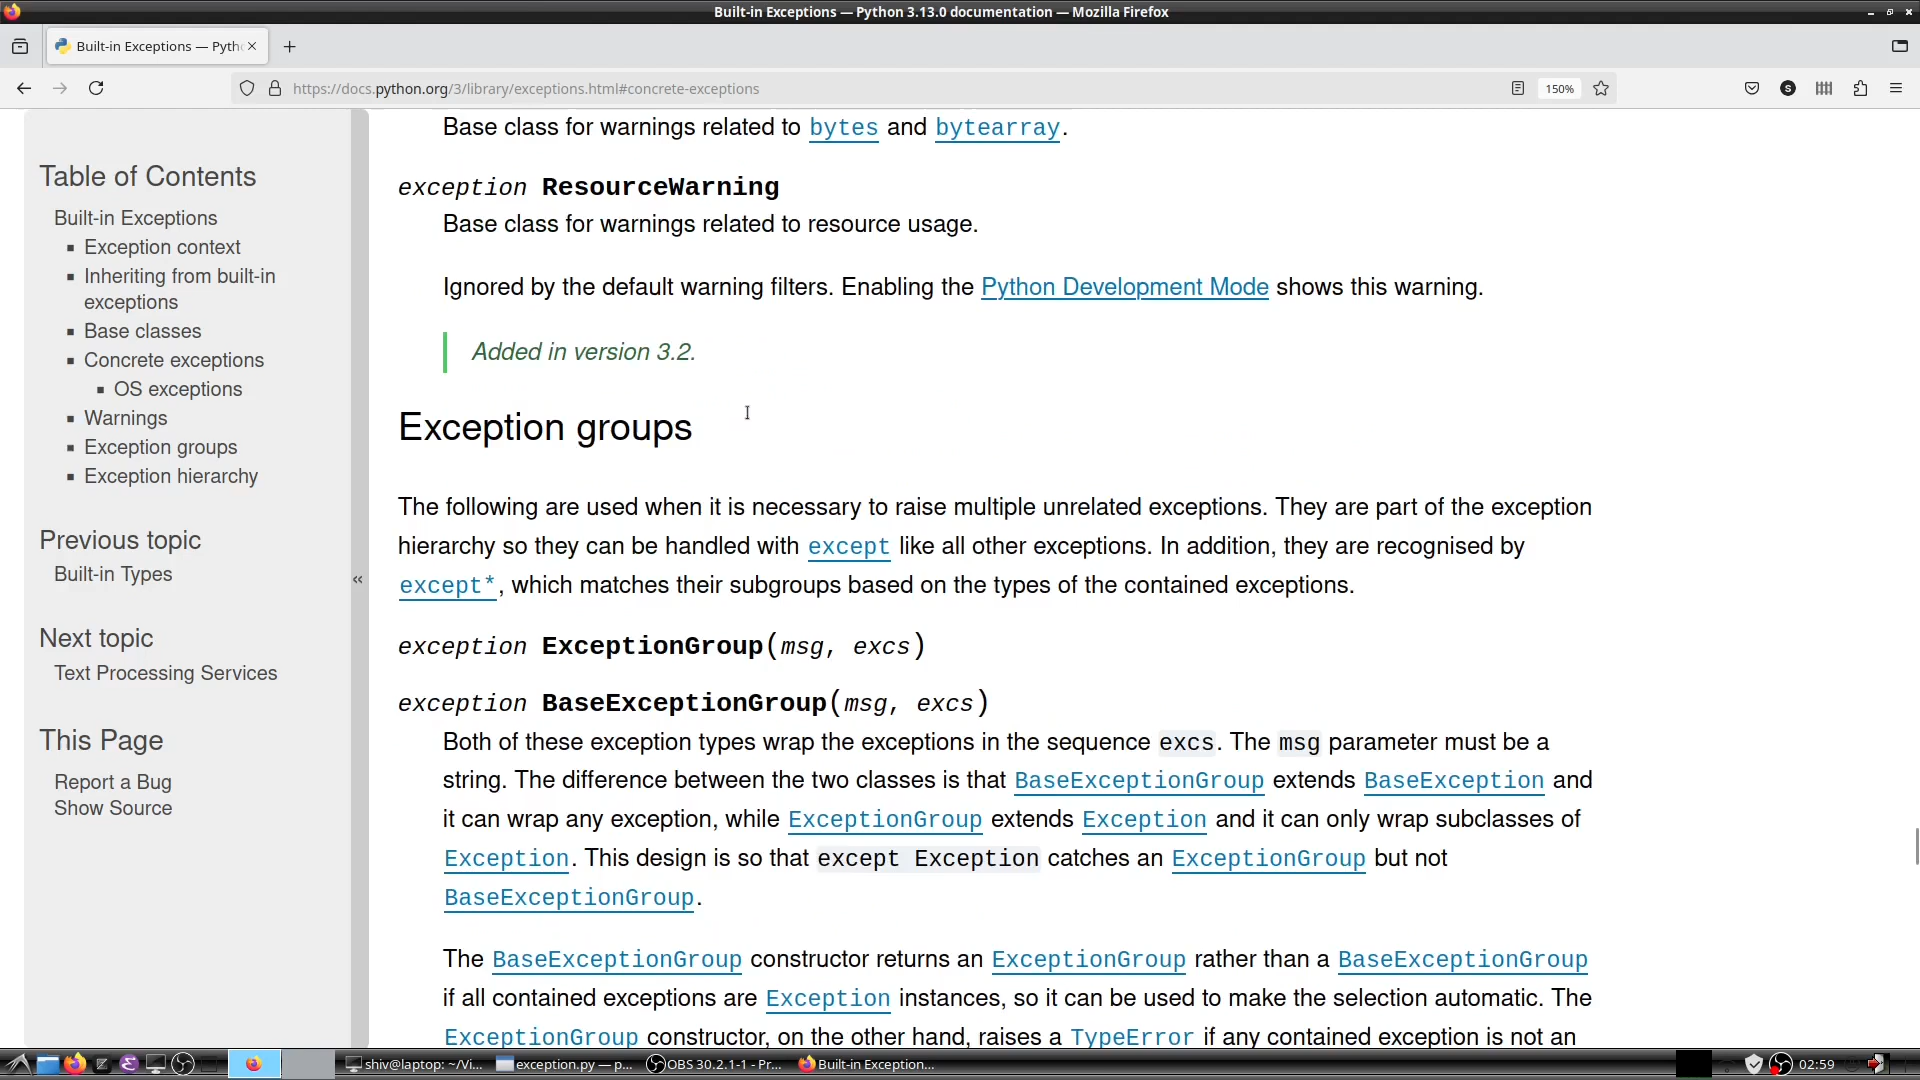 Built-in Exceptions — Python 3.13.0 documentation — Mozilla Firefox
Built-in Exceptions — Pyth
https://docs.python.org/3/library/exceptions.html#concrete-exceptions
150%
S
Table of Contents
Built-in Exceptions
Exception context
Inheriting from built-in
exceptions
Base classes
Concrete exceptions
OS exceptions
Warnings
Exception groups
Exception hierarchy
Previous topic
Built-in Types
Next topic
Text Processing Services
This Page
Report a Bug
Show Source
«
Base class for warnings related to bytes and bytearray.
exception ResourceWarning
Base class for warnings related to resource usage.
Ignored by the default warning filters. Enabling the Python Development Mode shows this warning.
Added in version 3.2.
Exception groups
The following are used when it is necessary to raise multiple unrelated exceptions. They are part of the exception
hierarchy so they can be handled with except like all other exceptions. In addition, they are recognised by
except*, which matches their subgroups based on the types of the contained exceptions.
exception ExceptionGroup(msg, excs)
exception BaseExceptionGroup(msg, excs)
Both of these exception types wrap the exceptions in the sequence excs. The msg parameter must be a
string. The difference between the two classes is that BaseExceptionGroup extends BaseException and
it can wrap any exception, while ExceptionGroup extends Exception and it can only wrap subclasses of
Exception. This design is so that except Exception catches an ExceptionGroup but not
BaseExceptionGroup.
The BaseExceptionGroup constructor returns an ExceptionGroup rather than a BaseExceptionGroup
if all contained exceptions are Exception instances, so it can be used to make the selection automatic. The
ExceptionGroup constructor, on the other hand, raises a TypeError if any contained exception is not an
shiv@laptop: ~/Vi...
exception.py — p...
OBS 30.2.1-1 - Pr...
Built-in Exception...
02:59